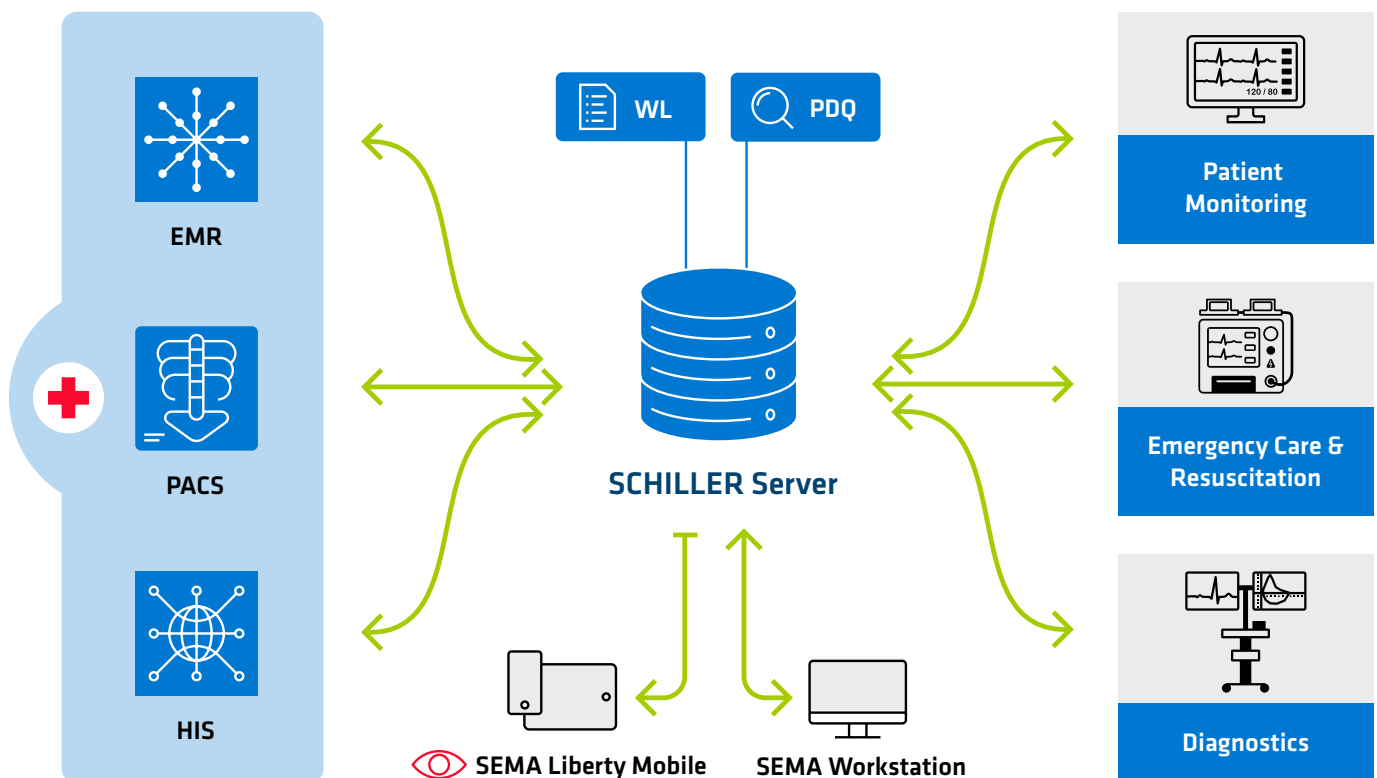 WL
PDQ
120 / 80
Patient
Monitoring
EMR
Emergency Care &
Resuscitation
PACS
SCHILLER Server
HIS
Diagnostics
SEMA Liberty Mobile
SEMA Workstation